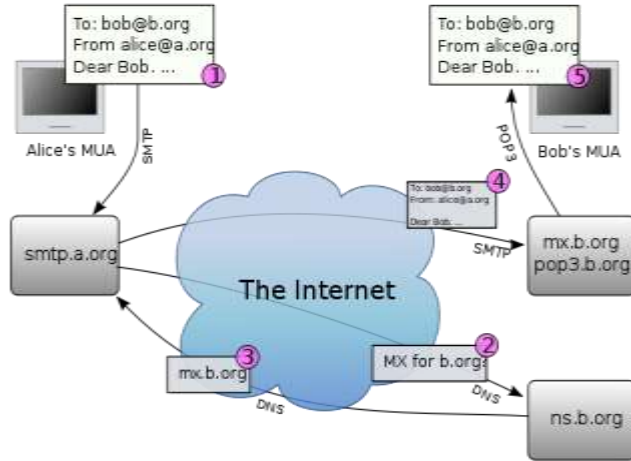 To: bob@b.org
From alice@a.org
Dear Bob. ...
1
To: bob@b.org
From alice@a.org
Dear Bob. ...
5
Alice's MUA
SMTP
POP3
Bob's MUA
4
To: bob@b.org
From: alice@a.org
Dear Bob. ...
smtp.a.org
SMTP
mx.b.org
pop3.b.org
The Internet
3
mx.b.org
2
MX for b.org?
DNS
DNS
ns.b.org